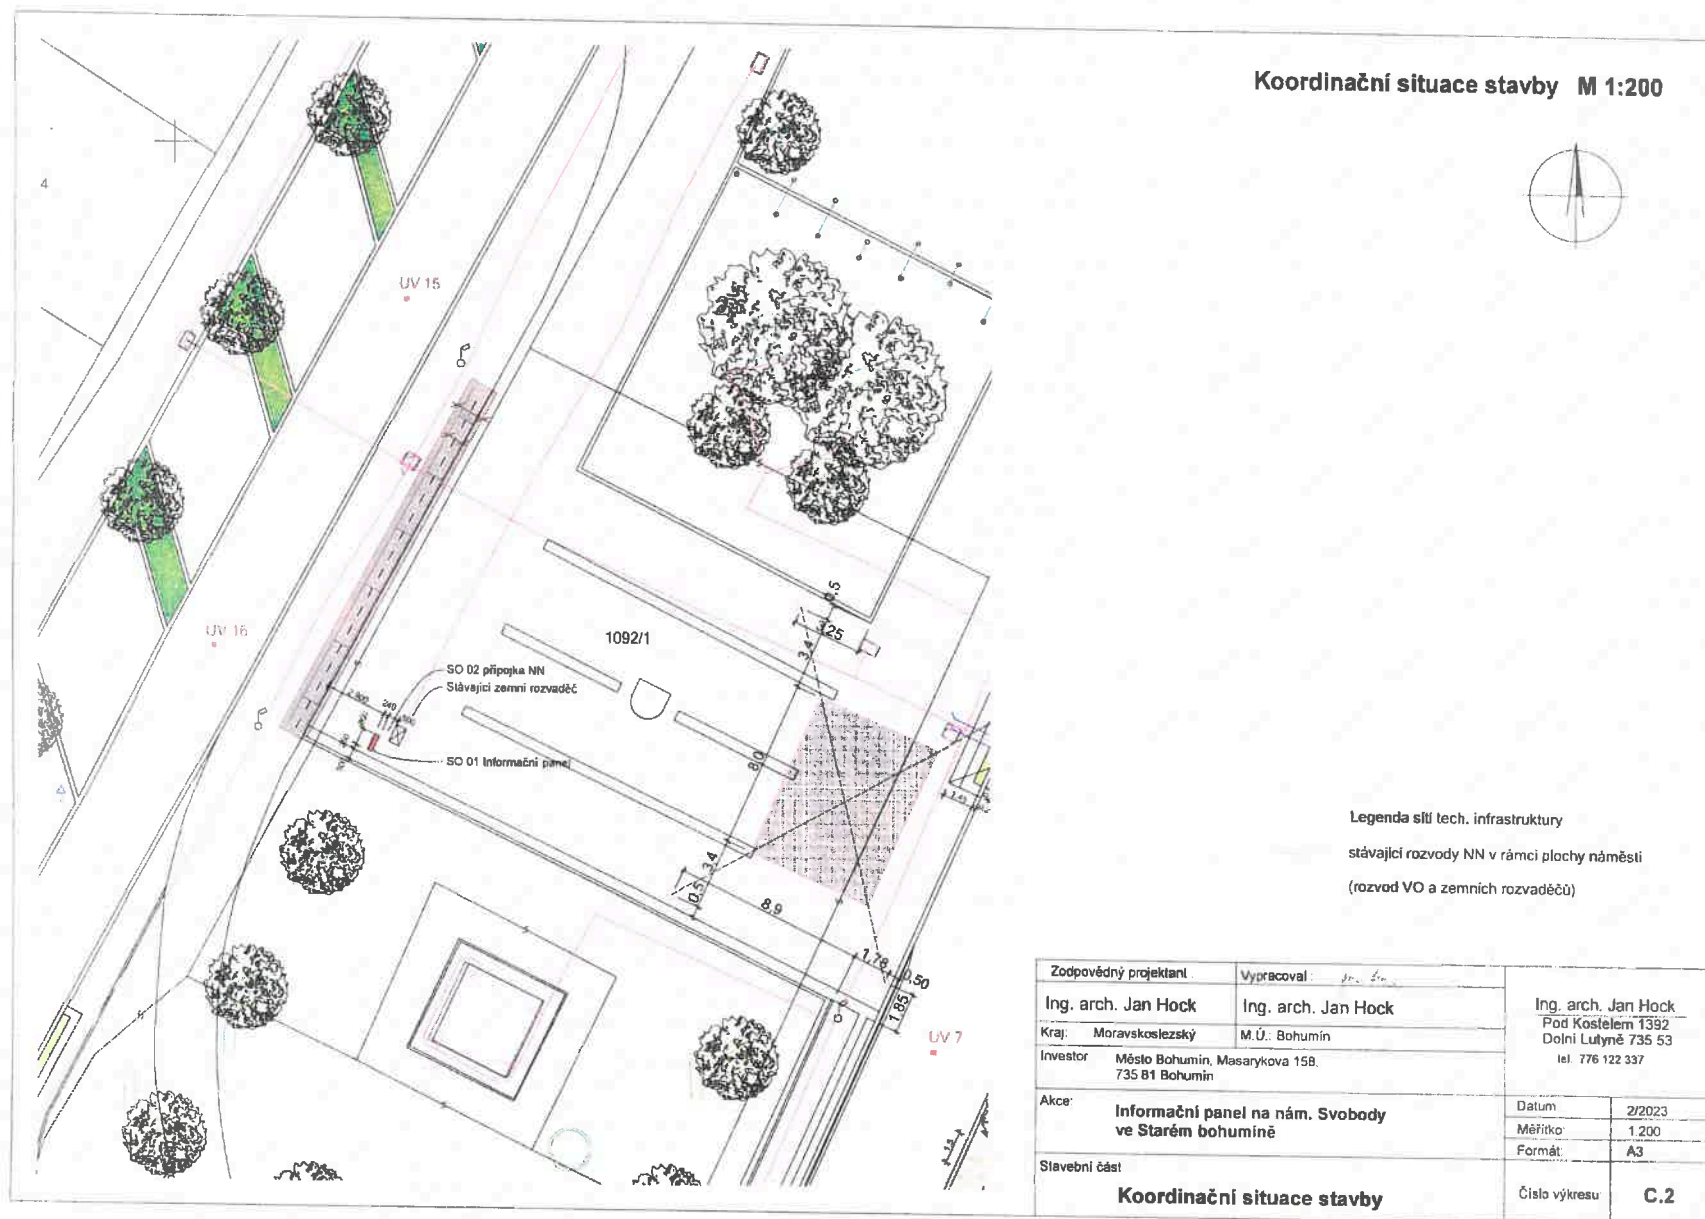 Koordinační situace stavby M 1:200
4
UV 15
UV 16
1092/1
SO 02 přípojka NN
Stávající zemní rozvaděč
SO 01 Informační panel
2,900
240
0,5
3,25
3,4
8,0
3,4
0,5
8,9
1,78
0,50
1,85
UV 7
Legenda sítí tech. infrastruktury
stávající rozvody NN v rámci plochy náměstí
(rozvod VO a zemních rozvaděčů)
Zodpovědný projektant
Vypracoval :
Ing. arch. Jan Hock
Ing. arch. Jan Hock
Kraj: Moravskoslezský
M.Ú.: Bohumín
Investor
Město Bohumín, Masarykova 158,
735 81 Bohumín
Ing. arch. Jan Hock
Pod Kostelem 1392
Dolní Lutyně 735 53
tel. 776 122 337
Akce:
Informační panel na nám. Svobody
ve Starém bohumíně
Datum 2/2023
Měřítko 1:200
Formát: A3
Stavební část
Koordinační situace stavby
Číslo výkresu C.2